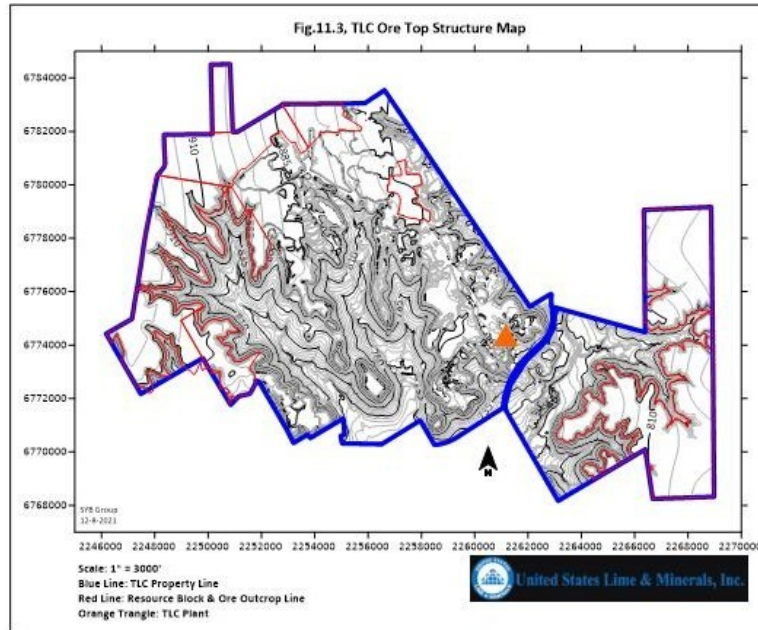 Fig.11.3, TLC Ore Top Structure Map
6784000
6782000
6780000
6778000
6776000
6774000
6772000
6770000
6768000
910
885
810
SYB Group
12-8-2021
2246000 2248000 2250000 2252000 2254000 2256000 2258000 2260000 2262000 2264000 2266000 2268000 2270000
N
Scale: 1" = 3000'
Blue Line: TLC Property Line
Red Line: Resource Block & Ore Outcrop Line
Orange Trangle: TLC Plant
United States Lime & Minerals, Inc.